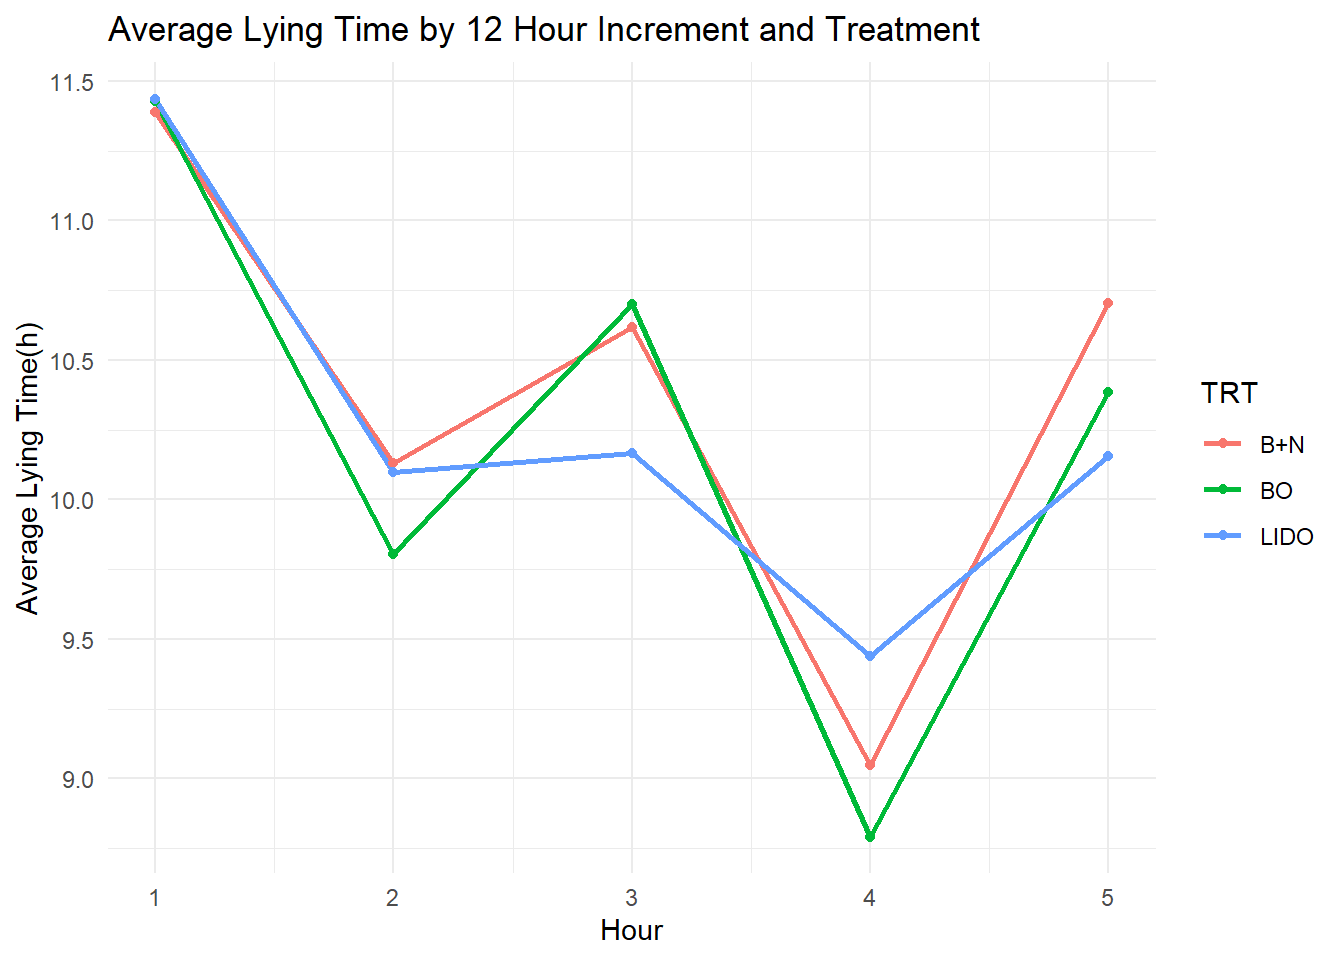 Average Lying Time by 12 Hour Increment and Treatment
Average Lying Time(h)
11.5
11.0
10.5
10.0
9.5
9.0
1 2 3 4 5
Hour
TRT
B+N
BO
LIDO